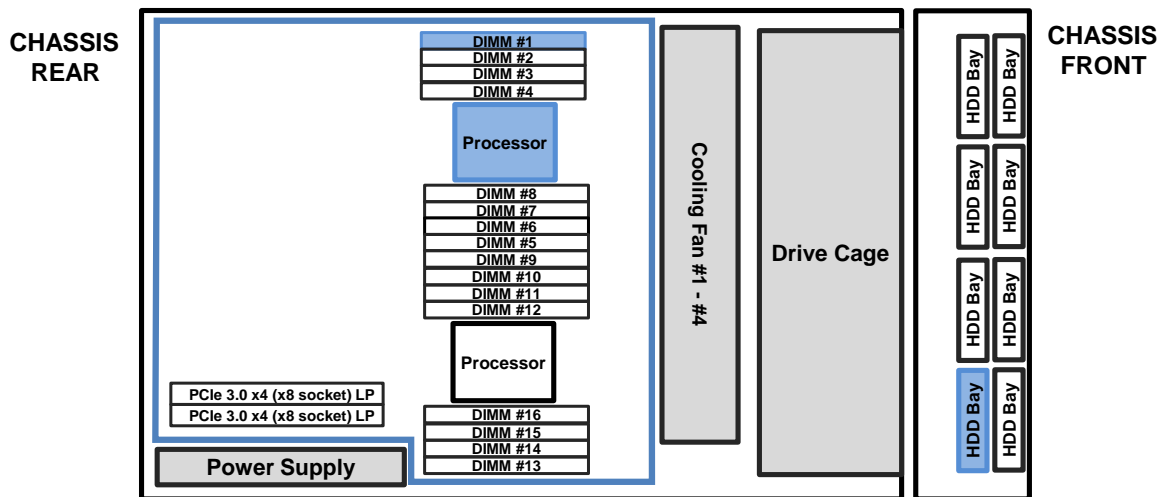 CHASSIS
REAR
DIMM #1
DIMM #2
DIMM #3
DIMM #4
Processor
DIMM #8
DIMM #7
DIMM #6
DIMM #5
DIMM #9
DIMM #10
DIMM #11
DIMM #12
Processor
DIMM #16
DIMM #15
DIMM #14
DIMM #13
PCIe 3.0 x4 (x8 socket) LP
PCIe 3.0 x4 (x8 socket) LP
Power Supply
Cooling Fan #1 - #4
Drive Cage
HDD Bay
HDD Bay
HDD Bay
HDD Bay
HDD Bay
HDD Bay
HDD Bay
HDD Bay
CHASSIS
FRONT